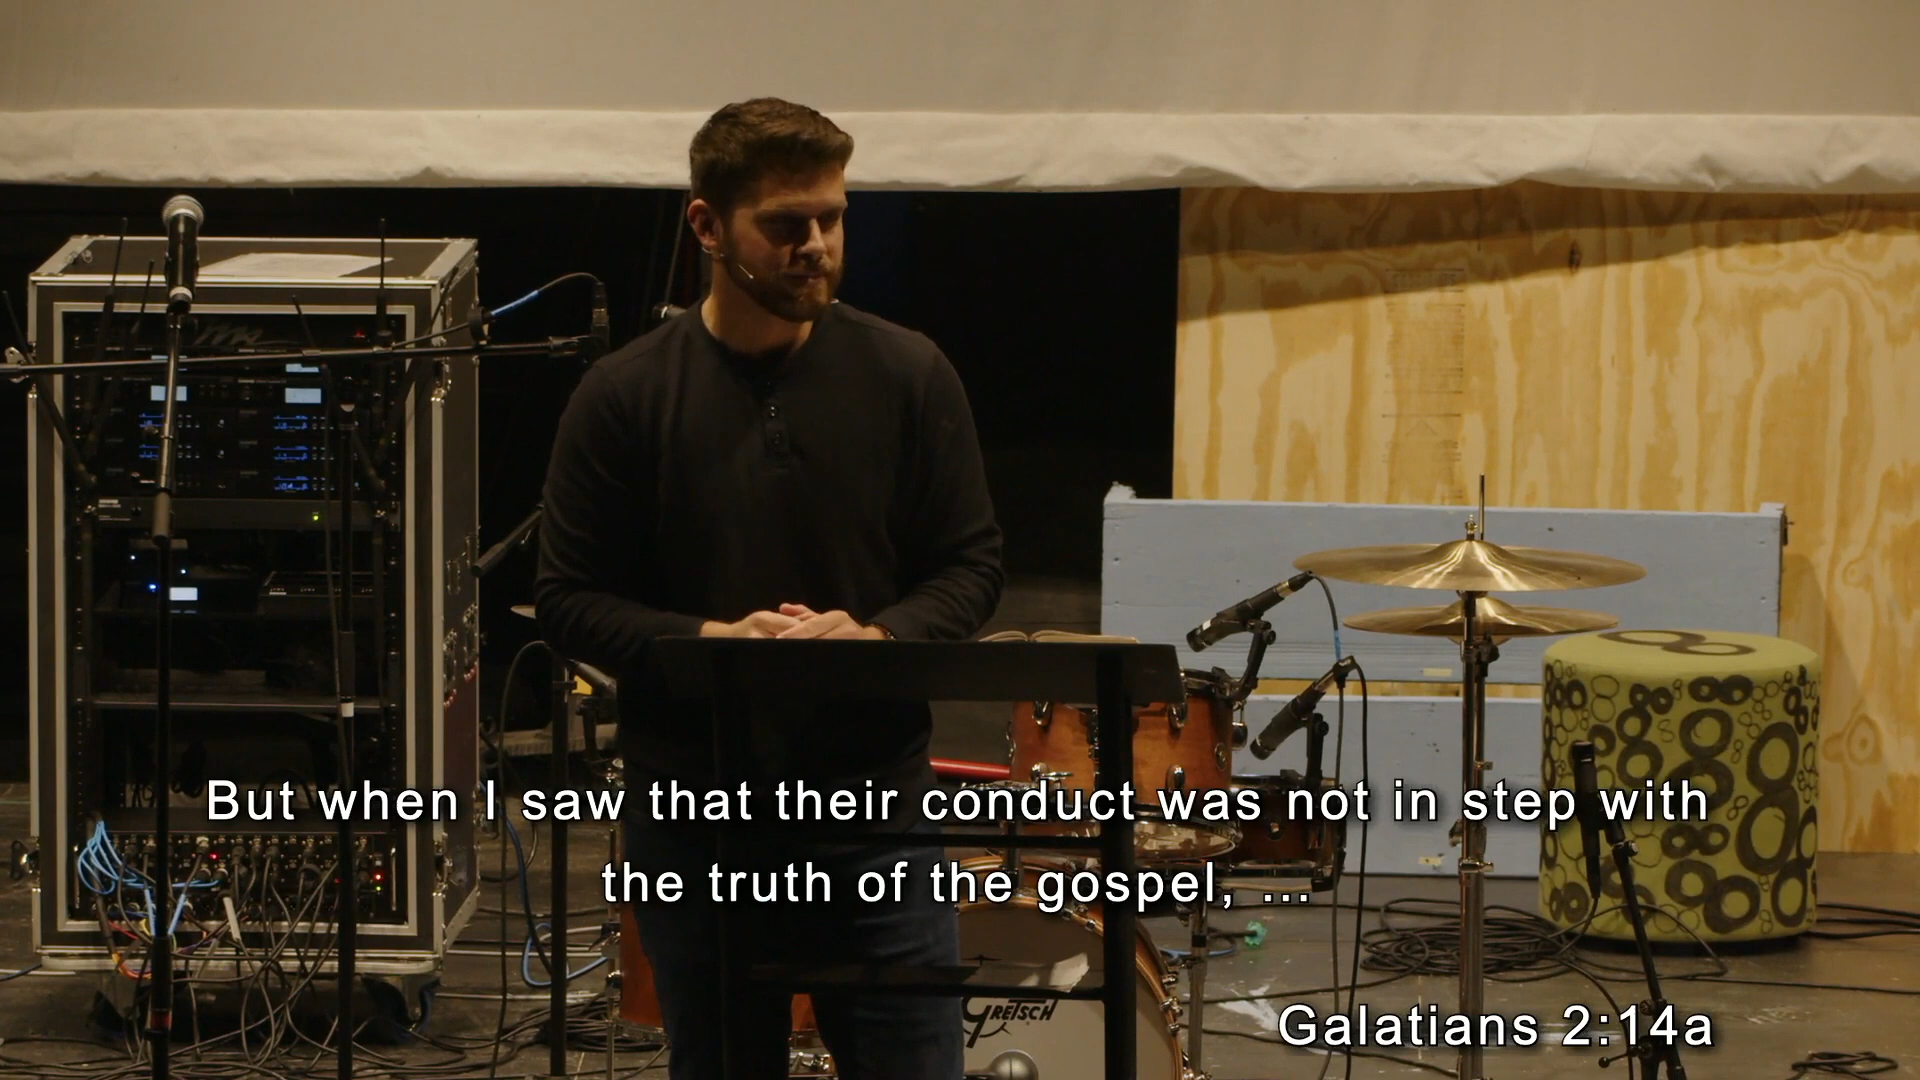 But when I saw that their conduct was not in step with
the truth of the gospel, ...
GRETSCH
Galatians 2:14a